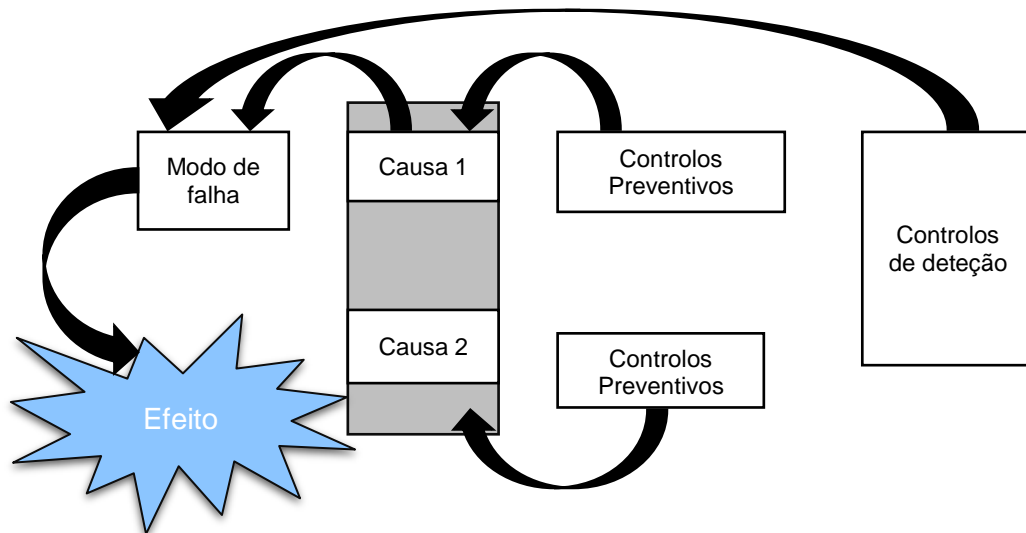 Modo de
falha
Causa 1
Controlos
Preventivos
Controlos
de deteção
Causa 2
Controlos
Preventivos
Efeito